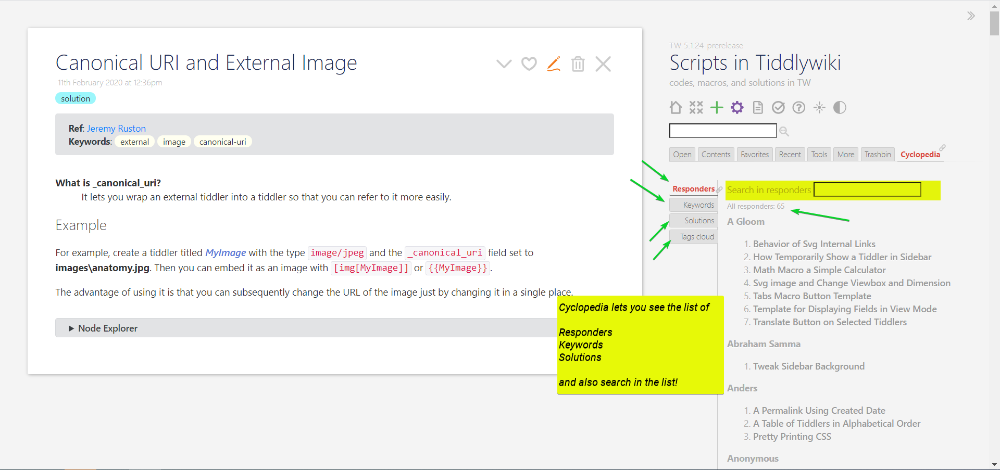 Canonical URI and External Image
11th February 2020 at 12:36pm
solution
Ref: Jeremy Ruston
Keywords: external image canonical-uri
What is _canonical_uri?
It lets you wrap an external tiddler into a tiddler so that you can refer to it more easily.
Example
For example, create a tiddler titled MyImage with the type image/jpeg and the _canonical_uri field set to
images\anatomy.jpg. Then you can embed it as an image with [img[MyImage]] or {{MyImage}}.
The advantage of using it is that you can subsequently change the URL of the image just by changing it in a single place.
Node Explorer
Cyclopedia lets you see the list of
Responders
Keywords
Solutions
and also search in the list!
TW 5.1.24-prerelease
Scripts in Tiddlywiki
codes, macros, and solutions in TW
Open Contents Favorites Recent Tools More Trashbin Cyclopedia
Responders
Keywords
Solutions
Tags cloud
Search in responders
All responders: 65
A Gloom
1. Behavior of Svg Internal Links
2. How Temporarily Show a Tiddler in Sidebar
3. Math Macro a Simple Calculator
4. Svg image and Change Viewbox and Dimension
5. Tabs Macro Button Template
6. Template for Displaying Fields in View Mode
7. Translate Button on Selected Tiddlers
Abraham Samma
1. Tweak Sidebar Background
Anders
1. A Permalink Using Created Date
2. A Table of Tiddlers in Alphabetical Order
3. Pretty Printing CSS
Anonymous